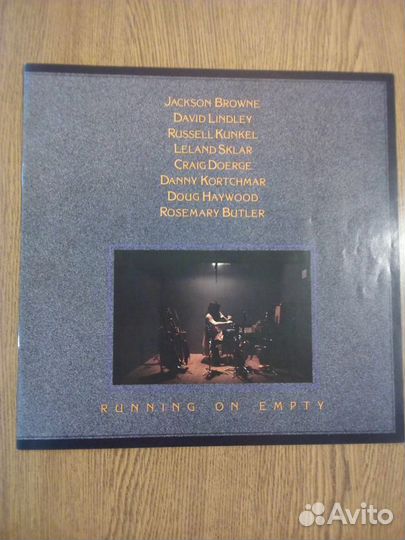 JACKSON BROWNE
DAVID LINDLEY
RUSSELL KUNKEL
LELAND SKLAR
CRAIG DOERGE
DANNY KORTCHMAR
DOUG HAYWOOD
ROSEMARY BUTLER
RUNNING ON EMPTY
Avito